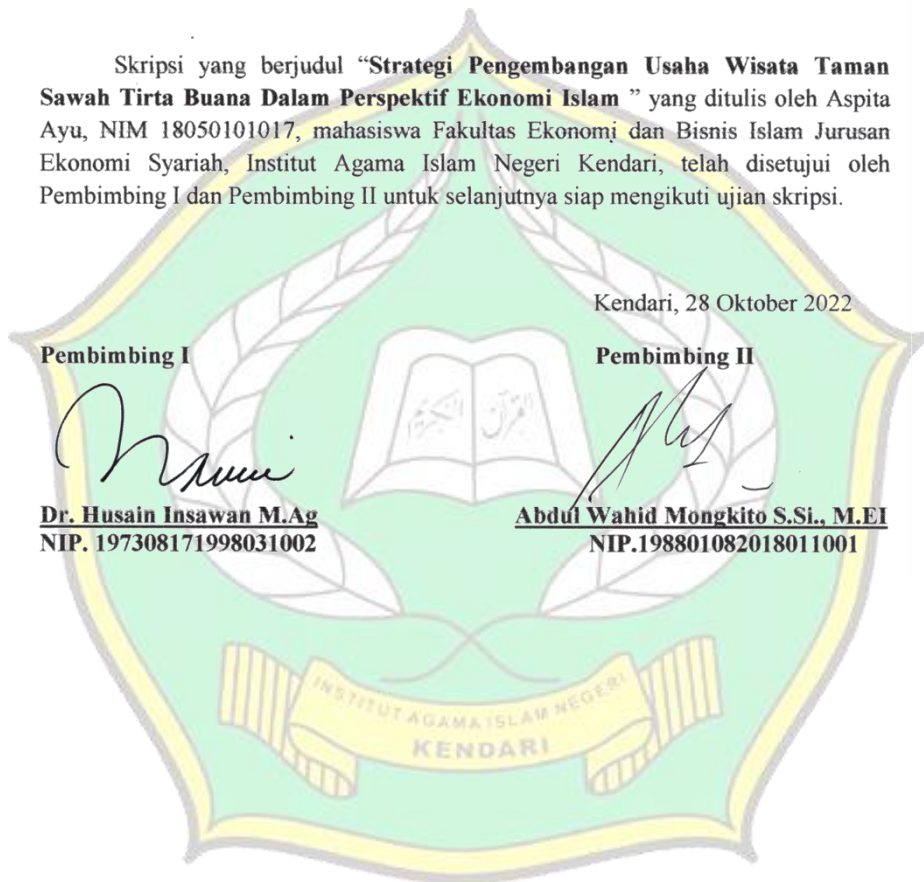 Skripsi yang berjudul “Strategi Pengembangan Usaha Wisata Taman
Sawah Tirta Buana Dalam Perspektif Ekonomi Islam ” yang ditulis oleh Aspita
Ayu, NIM 18050101017, mahasiswa Fakultas Ekonomi dan Bisnis Islam Jurusan
Ekonomi Syariah, Institut Agama Islam Negeri Kendari, telah disetujui oleh
Pembimbing I dan Pembimbing II untuk selanjutnya siap mengikuti ujian skripsi.
Kendari, 28 Oktober 2022
Pembimbing I
Pembimbing II
القرآن
الكريم
Dr. Husain Insawan M.Ag
Abdul Wahid Mongkito S.Si., M.EI
NIP. 197308171998031002
NIP.198801082018011001
INSTITUT AGAMA ISLAM NEGERI
KENDARI